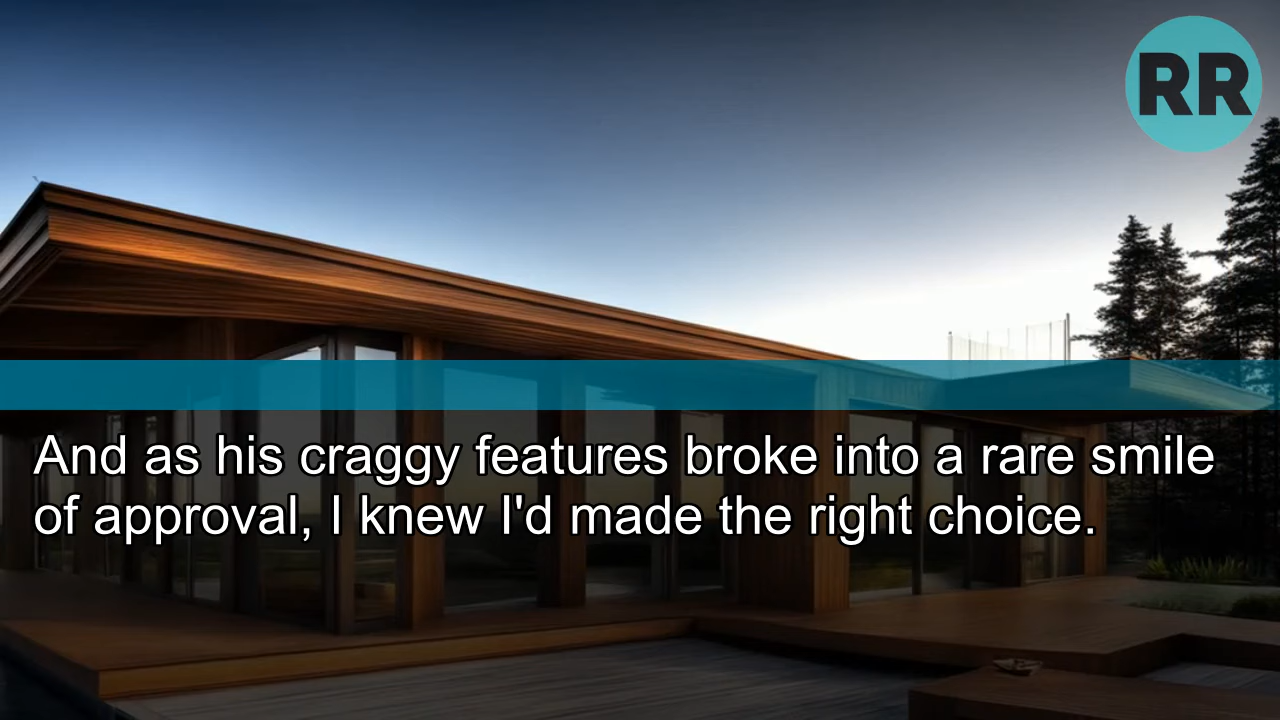 RR
And as his craggy features broke into a rare smile
of approval, I knew I'd made the right choice.